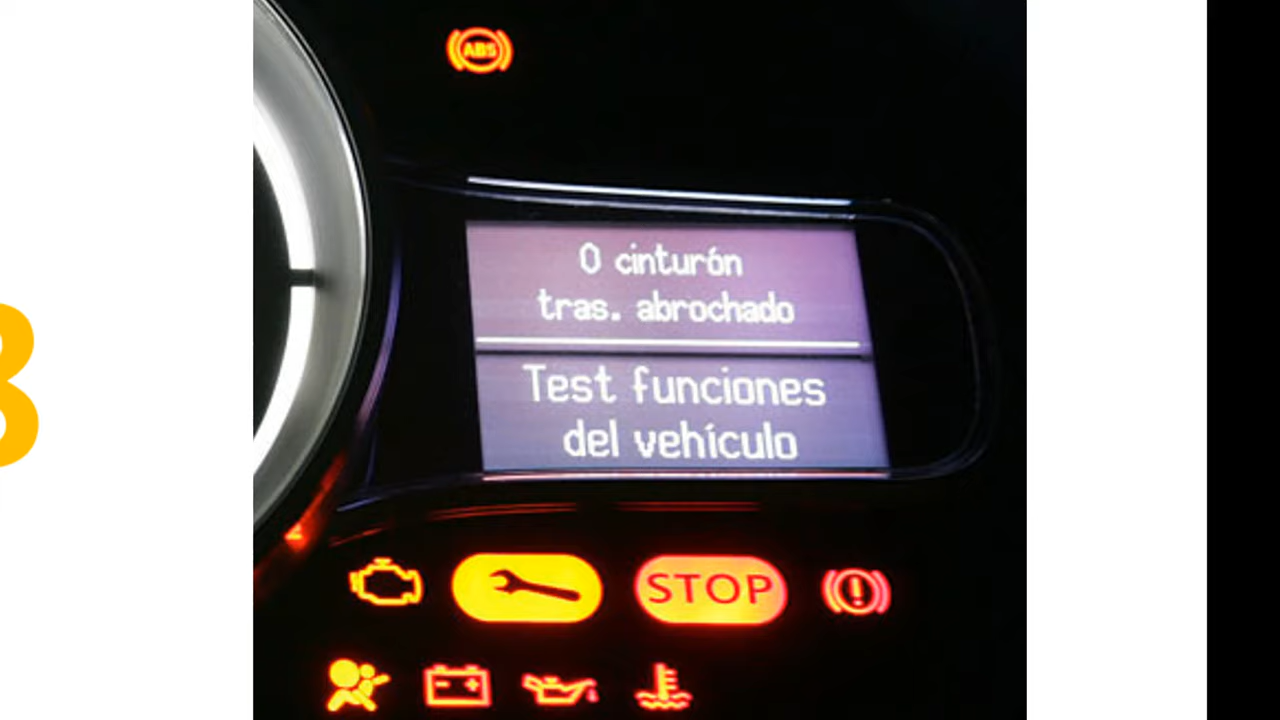 ABS
0 cinturón
tras. abrochado
Test funciones
del vehículo
STOP